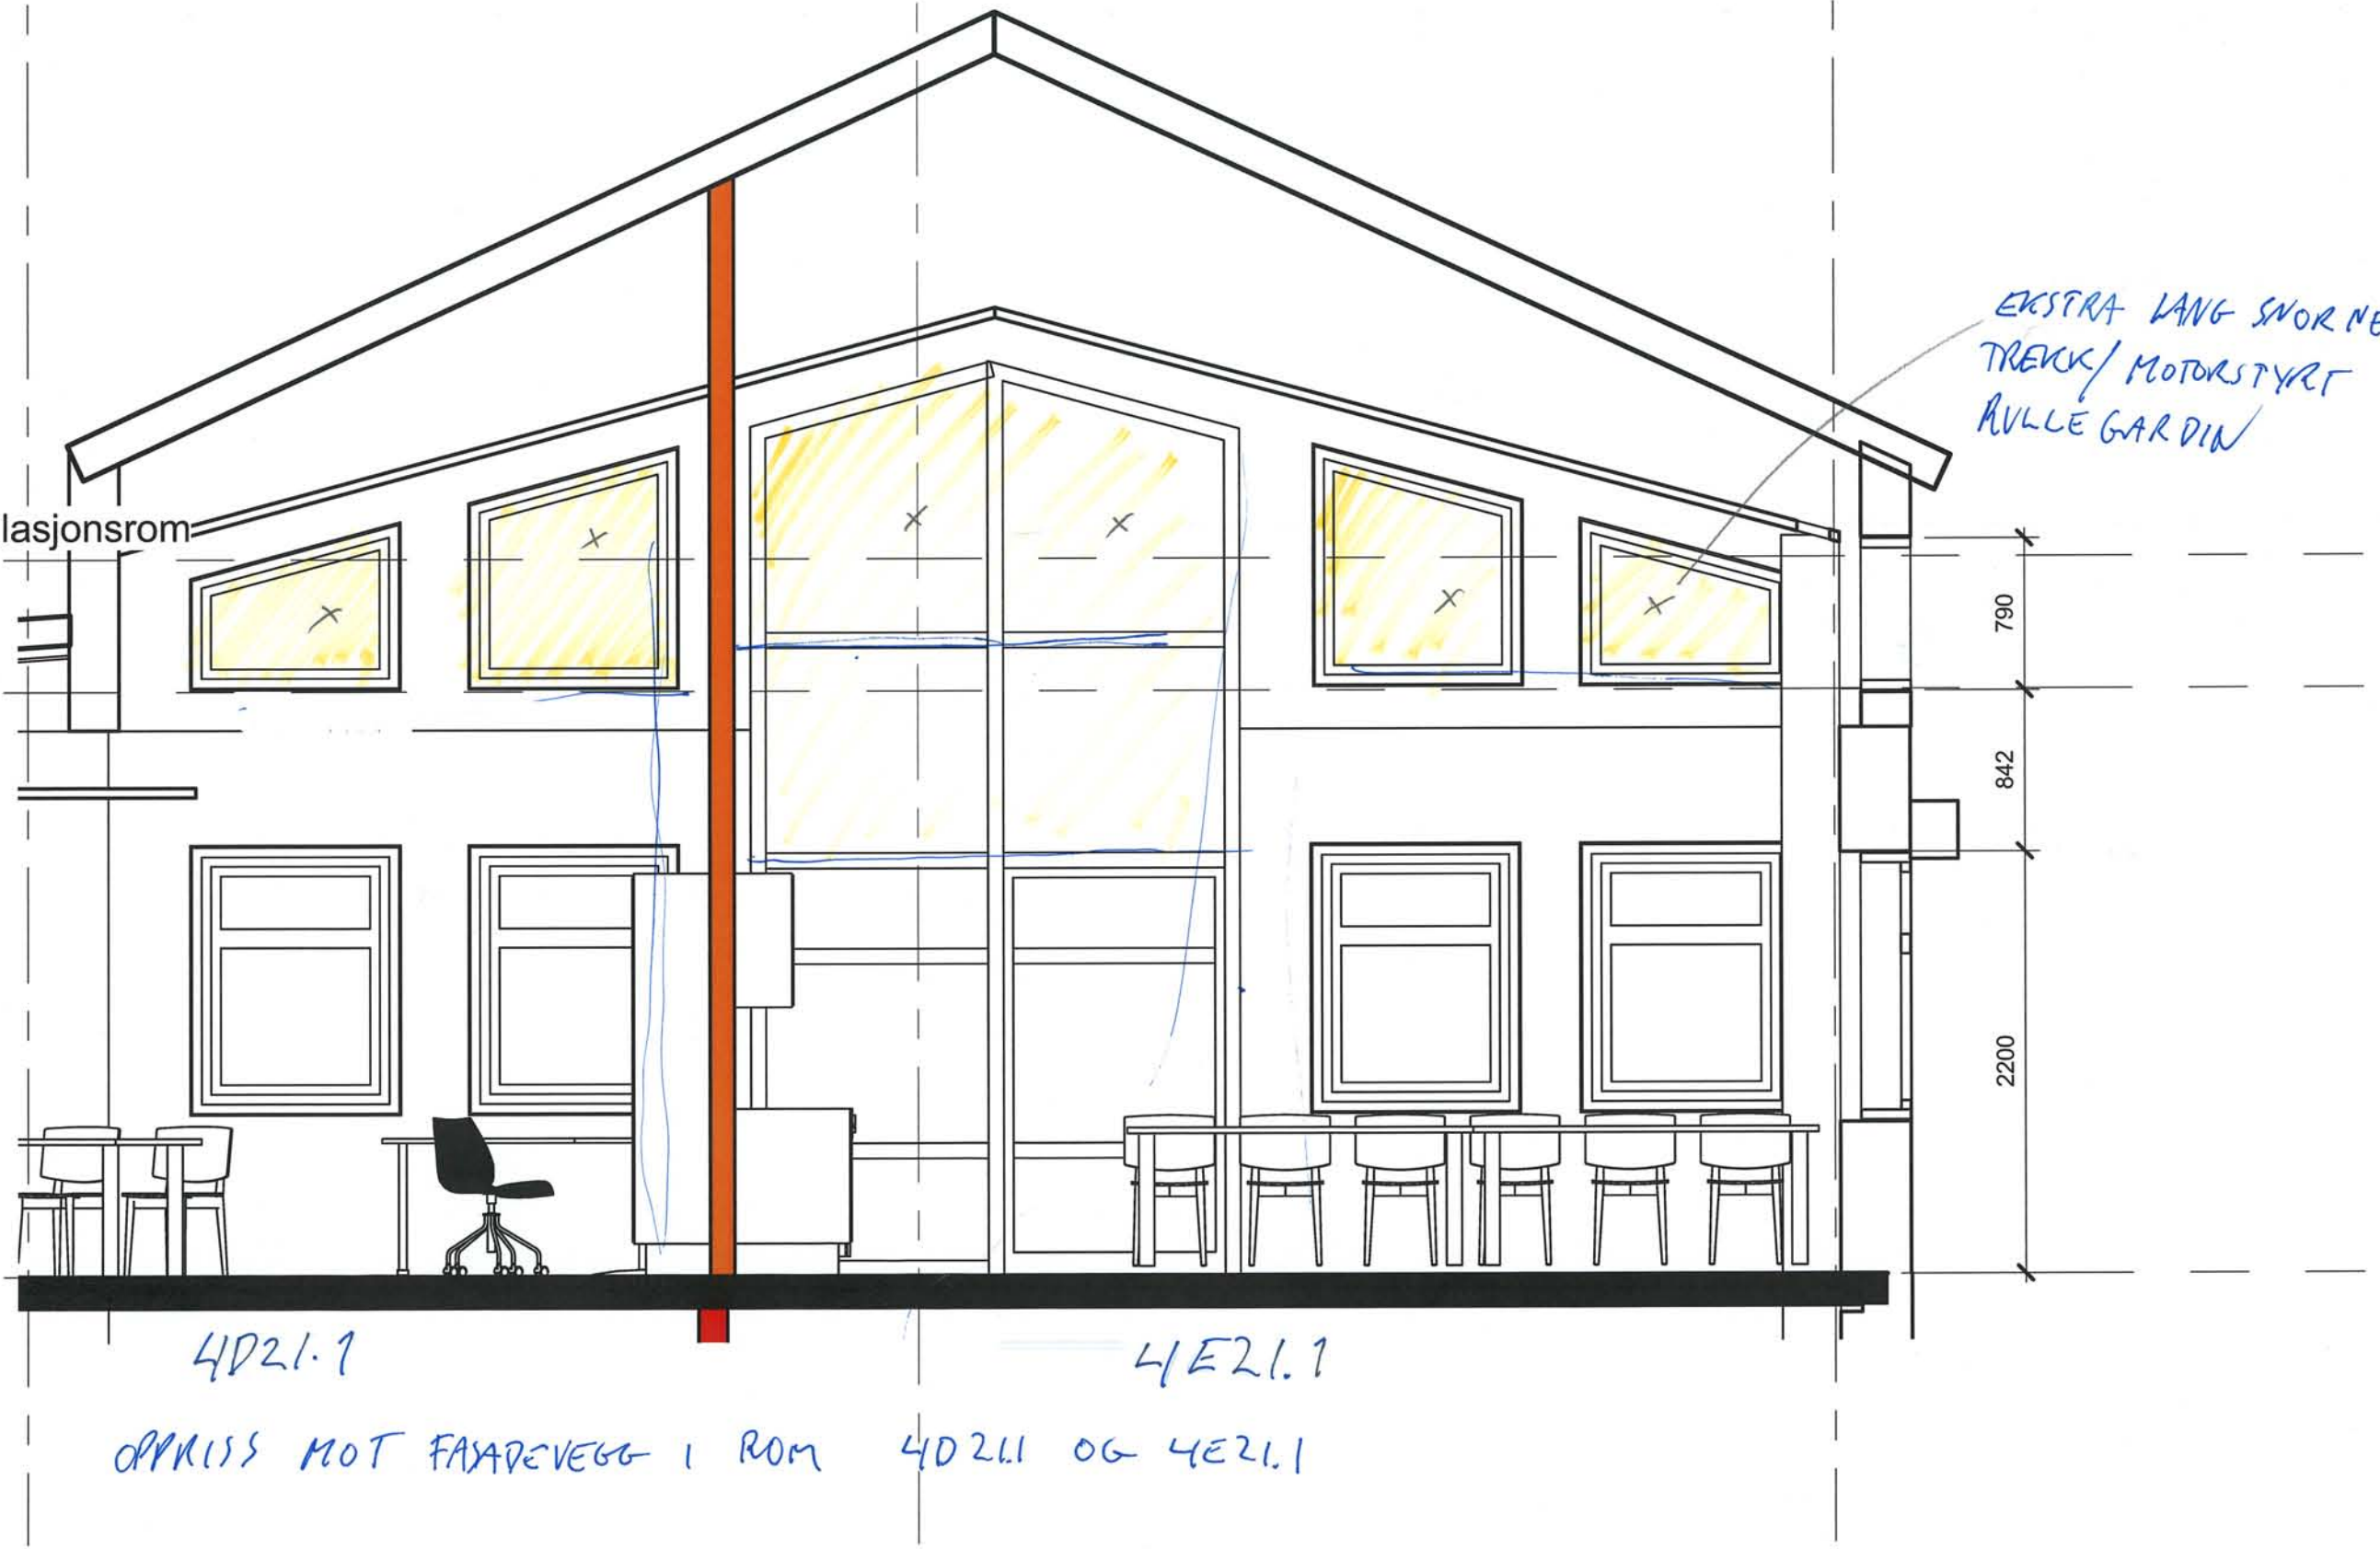 EKSTRA LANG SNORNE
TREKK/ MOTORSTYRT
RULLEGARDIN
lasjonsrom
790
842
2200
4D21.1
4E21.1
OPPRISS MOT FASADEVEGG I ROM 4D21.1 OG 4E21.1